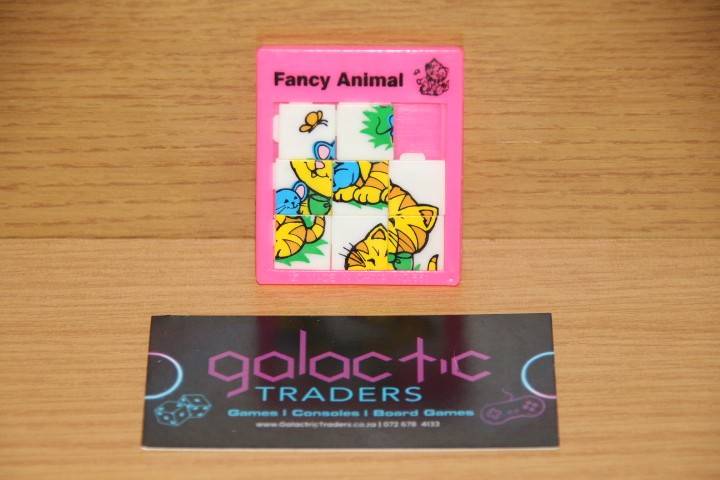 Fancy Animal
galactic
TRADERS
Games | Consoles | Board Games
www.GalacticTraders.co.za | 072 678 4133